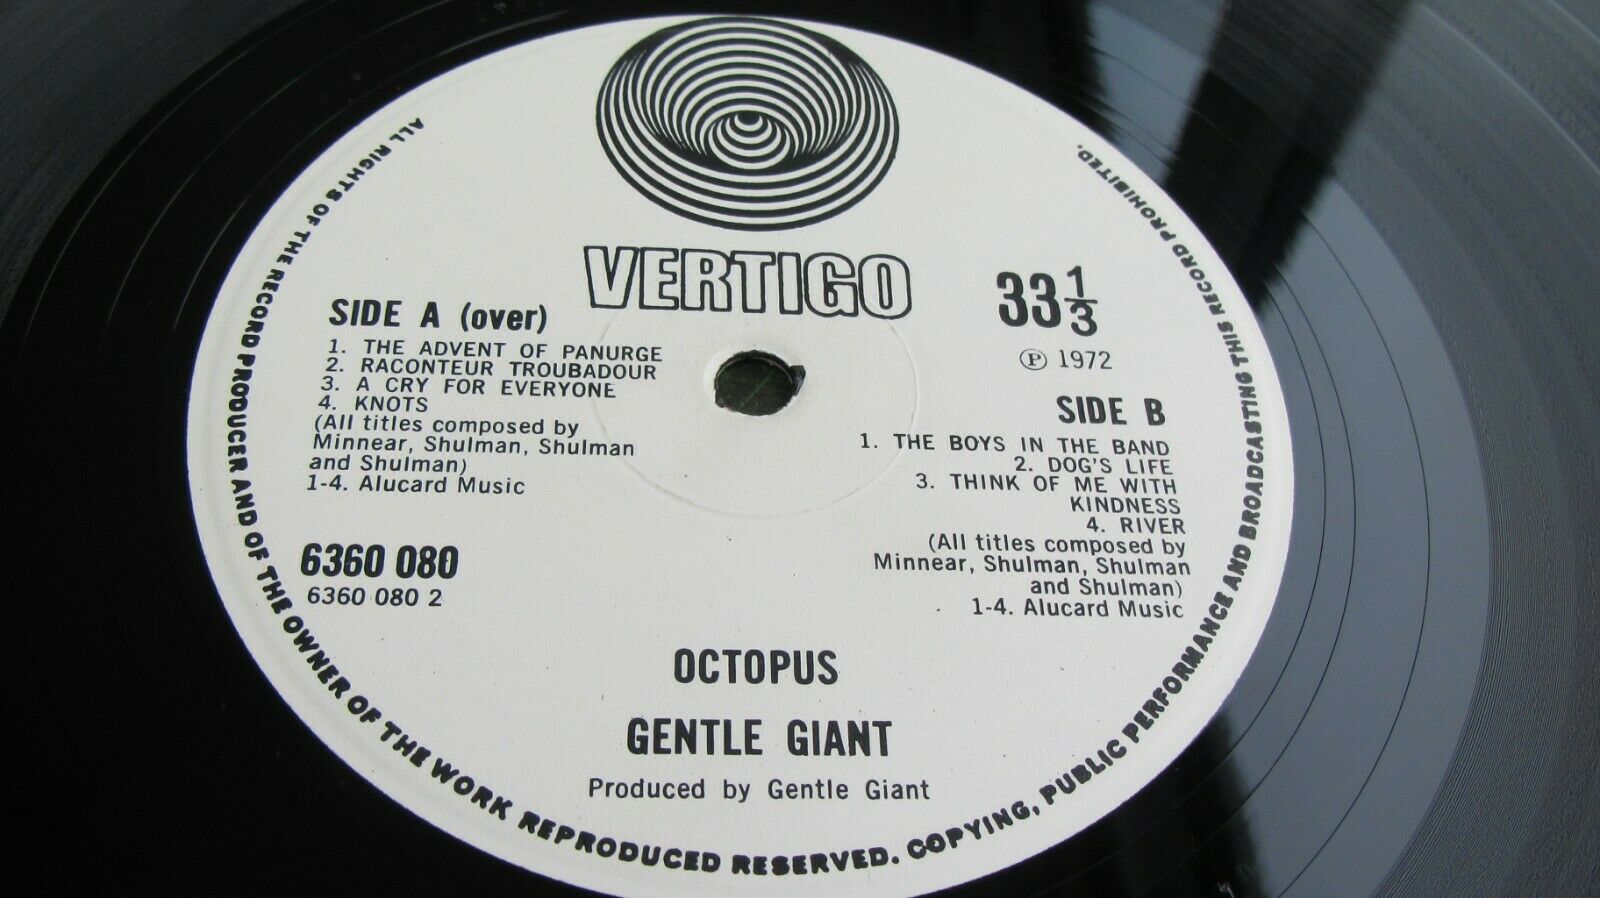 VERTIGO
SIDE A (over)
1. THE ADVENT OF PANURGE
2. RACONTEUR TROUBADOUR
3. A CRY FOR EVERYONE
4. KNOTS
(All titles composed by
Minnear, Shulman, Shulman
and Shulman)
1-4. Alucard Music
6360 080
6360 080 2
33 1/3
Ⓟ 1972
SIDE B
1. THE BOYS IN THE BAND
2. DOG'S LIFE
3. THINK OF ME WITH
KINDNESS
4. RIVER
(All titles composed by
Minnear, Shulman, Shulman
and Shulman)
1-4. Alucard Music
OCTOPUS
GENTLE GIANT
Produced by Gentle Giant
ALL RIGHTS OF THE RECORD PRODUCER AND OF THE OWNER OF THE WORK REPRODUCED RESERVED. COPYING, PUBLIC PERFORMANCE AND BROADCASTING THIS RECORD PROHIBITED.